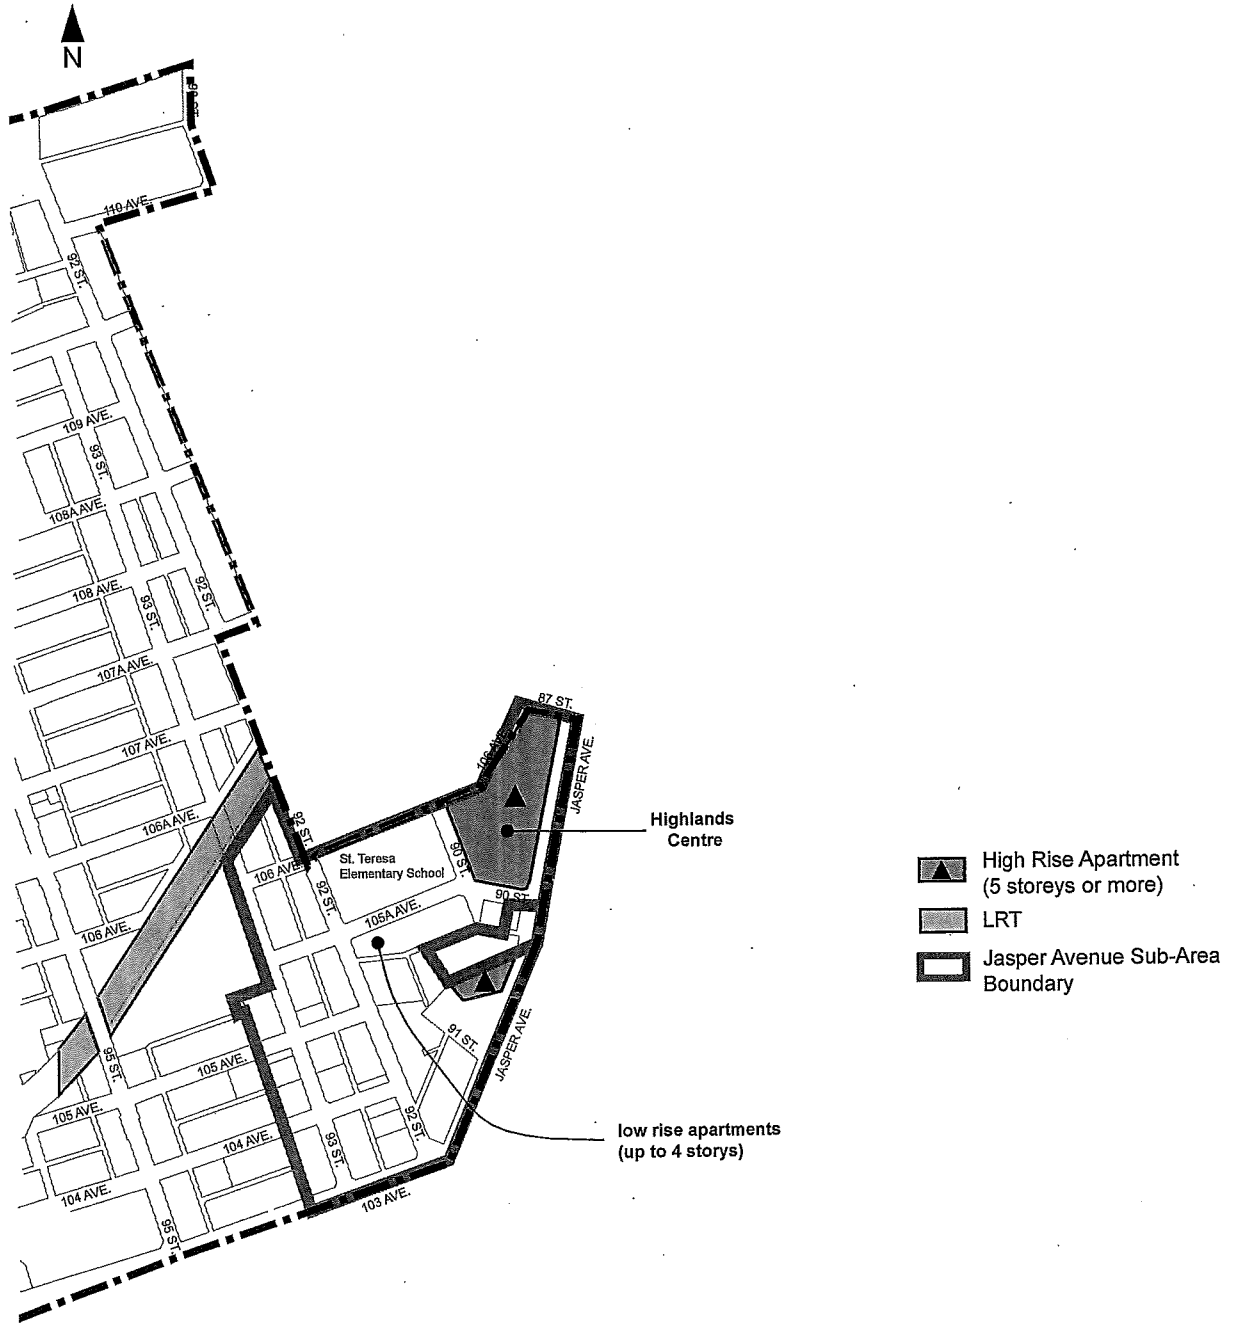 N
90 ST.
110 AVE.
92 ST.
109 AVE.
93 ST.
108A AVE.
108 AVE.
93 ST.
92 ST.
107A AVE.
107 AVE.
87 ST.
106 AVE.
JASPER AVE.
106A AVE.
92 ST.
Highlands
Centre
106 AVE.
St. Teresa
Elementary School
90 ST.
92 ST.
90 ST.
105A AVE.
106 AVE.
High Rise Apartment
(5 storeys or more)
LRT
Jasper Avenue Sub-Area
Boundary
91 ST.
JASPER AVE.
95 ST.
105 AVE.
105 AVE.
92 ST.
104 AVE.
93 ST.
low rise apartments
(up to 4 storys)
104 AVE.
103 AVE.
95 ST.